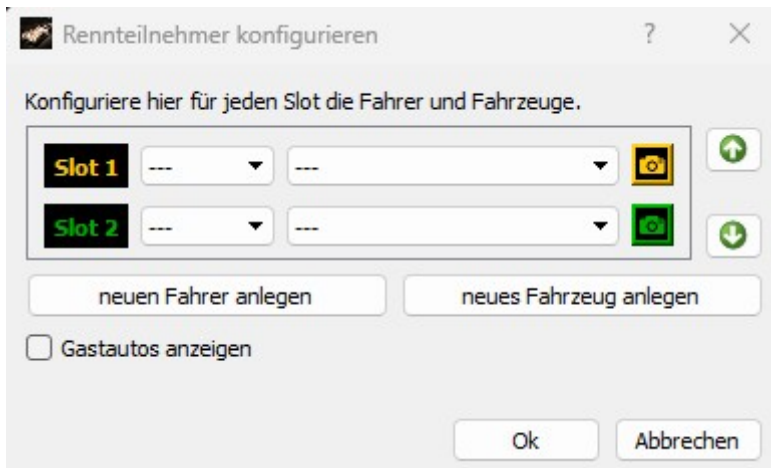 Rennteilnehmer konfigurieren ?
Konfiguriere hier für jeden Slot die Fahrer und Fahrzeuge.
Slot 1 --- ---
Slot 2 --- ---
neuen Fahrer anlegen neues Fahrzeug anlegen
Gastautos anzeigen
Ok Abbrechen